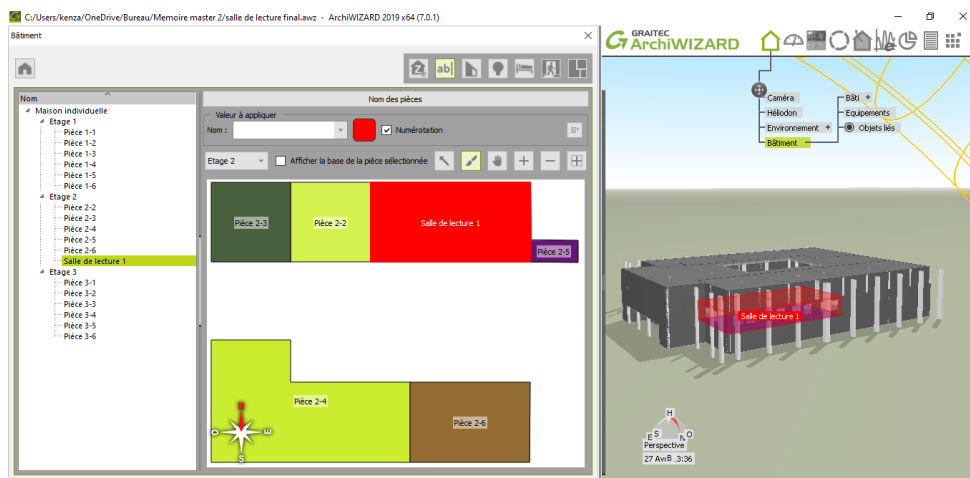 C:/Users/kenza/OneDrive/Bureau/Memoire master 2/salle de lecture final.awz - ArchiWIZARD 2019 x64 (7.0.1)
Bâtiment
Nom
Maison individuelle
Etage 1
Pièce 1-1
Pièce 1-2
Pièce 1-3
Pièce 1-4
Pièce 1-5
Pièce 1-6
Etage 2
Pièce 2-2
Pièce 2-3
Pièce 2-4
Pièce 2-5
Pièce 2-6
Salle de lecture 1
Etage 3
Pièce 3-1
Pièce 3-2
Pièce 3-3
Pièce 3-4
Pièce 3-5
Pièce 3-6
ab
Nom des pièces
Valeur à appliquer
Nom :
Numérotation
Etage 2
Afficher la base de la pièce sélectionnée
Pièce 2-3
Pièce 2-2
Salle de lecture 1
Pièce 2-5
Pièce 2-4
Pièce 2-6
O
E
S
GRAITEC
ArchiWIZARD
Caméra
Héliodon
Environnement
Bâtiment
Bâti
Equipements
Objets liés
Salle de lecture 1
H
E S N O
Perspective